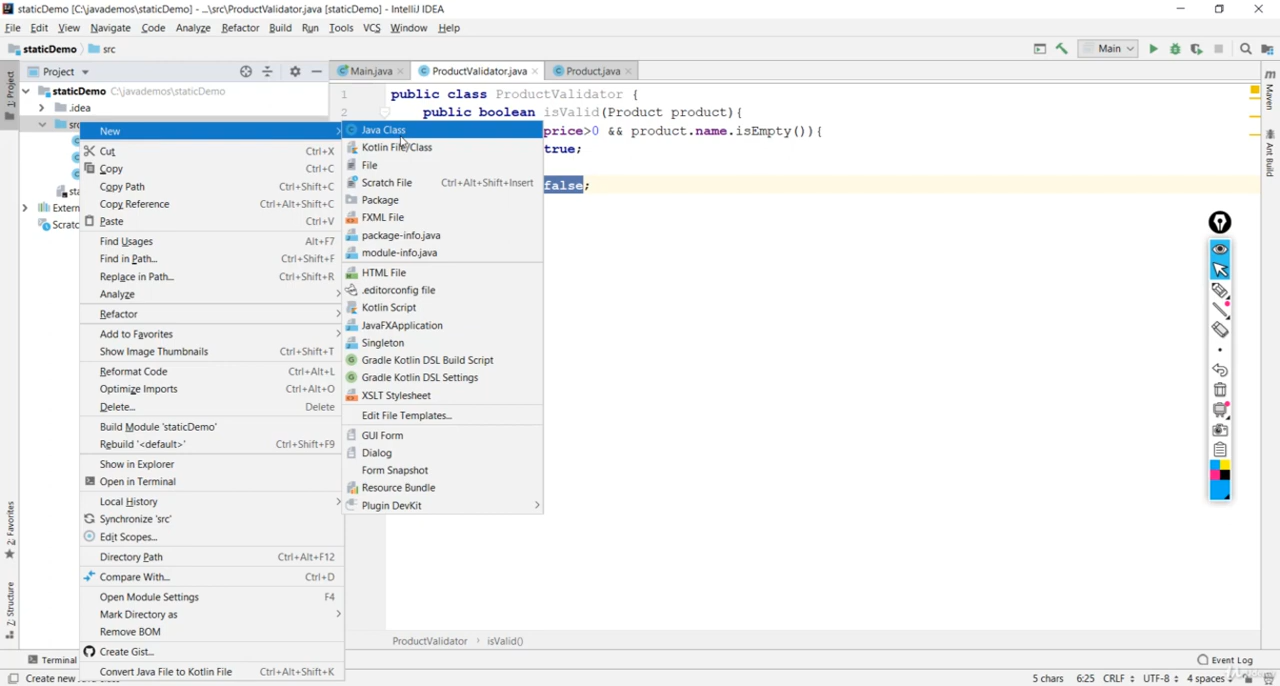 staticDemo [C:\javademos\staticDemo] - ...\src\ProductValidator.java [staticDemo] - IntelliJ IDEA
File Edit View Navigate Code Analyze Refactor Build Run Tools VCS Window Help
staticDemo src Main
Project Main.java ProductValidator.java Product.java
1: Project
staticDemo C:\javademos\staticDemo
.idea
src
sta
Extern
Scratc
New
Cut Ctrl+X
Copy Ctrl+C
Copy Path Ctrl+Shift+C
Copy Reference Ctrl+Alt+Shift+C
Paste Ctrl+V
Find Usages Alt+F7
Find in Path... Ctrl+Shift+F
Replace in Path... Ctrl+Shift+R
Analyze
Refactor
Add to Favorites
Show Image Thumbnails Ctrl+Shift+T
Reformat Code Ctrl+Alt+L
Optimize Imports Ctrl+Alt+O
Delete... Delete
Build Module 'staticDemo'
Rebuild '<default>' Ctrl+Shift+F9
Show in Explorer
Open in Terminal
Local History
Synchronize 'src'
Edit Scopes...
Directory Path Ctrl+Alt+F12
Compare With... Ctrl+D
Open Module Settings F4
Mark Directory as
Remove BOM
Create Gist...
Convert Java File to Kotlin File Ctrl+Alt+Shift+K
Java Class
Kotlin File/Class
File
Scratch File Ctrl+Alt+Shift+Insert
Package
FXML File
package-info.java
module-info.java
HTML File
.editorconfig file
Kotlin Script
JavaFXApplication
Singleton
Gradle Kotlin DSL Build Script
Gradle Kotlin DSL Settings
XSLT Stylesheet
Edit File Templates...
GUI Form
Dialog
Form Snapshot
Resource Bundle
Plugin DevKit
1 public class ProductValidator {
2 public boolean isValid(Product product){
price>0 && product.name.isEmpty()){
true;
false;
Maven
Ant Build
2: Favorites
7: Structure
ProductValidator isValid()
Terminal Event Log
5 chars 6:25 CRLF UTF-8 4 spaces